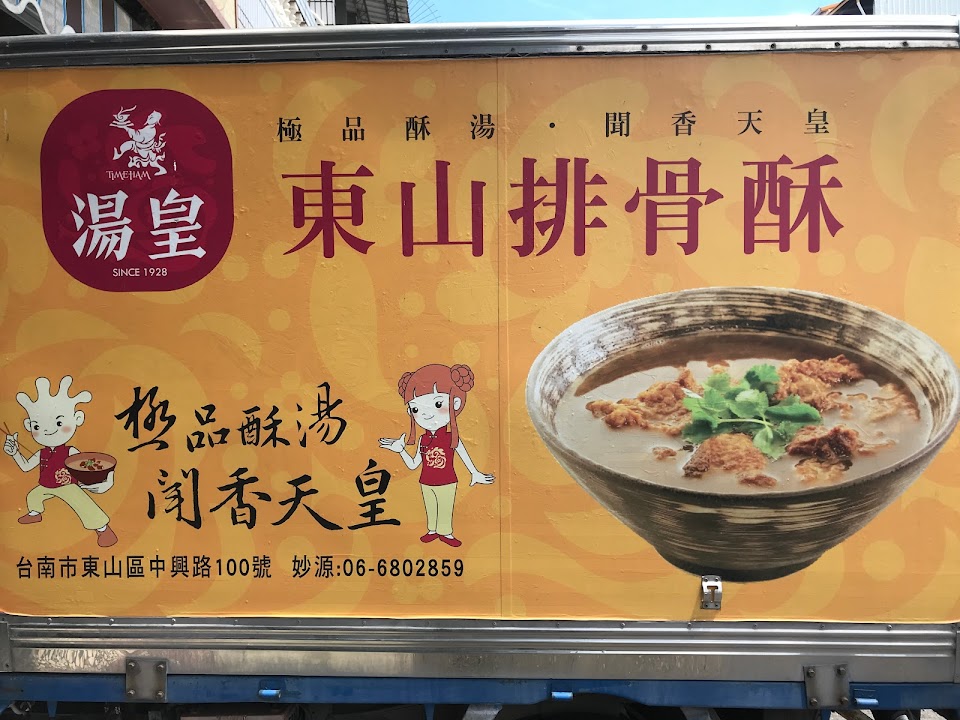 TIMEHAM
湯皇
SINCE 1928
極品酥湯・聞香天皇
東山排骨酥
極品酥湯
聞香天皇
台南市東山區中興路100號 妙源:06-6802859